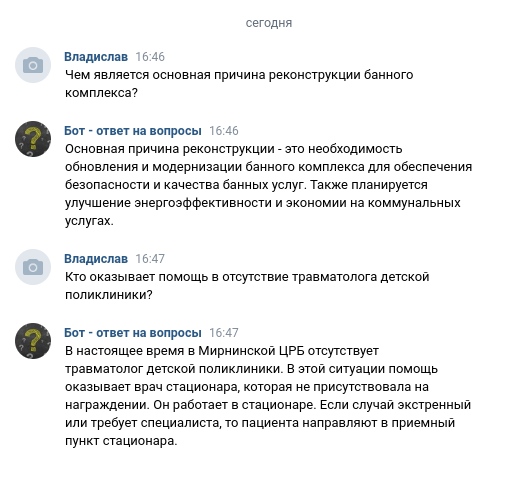 сегодня
Владислав 16:46
Чем является основная причина реконструкции банного
комплекса?
Бот - ответ на вопросы 16:46
Основная причина реконструкции - это необходимость
обновления и модернизации банного комплекса для обеспечения
безопасности и качества банных услуг. Также планируется
улучшение энергоэффективности и экономии на коммунальных
услугах.
Владислав 16:47
Кто оказывает помощь в отсутствие травматолога детской
поликлиники?
Бот - ответ на вопросы 16:47
В настоящее время в Мирнинской ЦРБ отсутствует
травматолог детской поликлиники. В этой ситуации помощь
оказывает врач стационара, которая не присутствовала на
награждении. Он работает в стационаре. Если случай экстренный
или требует специалиста, то пациента направляют в приемный
пункт стационара.